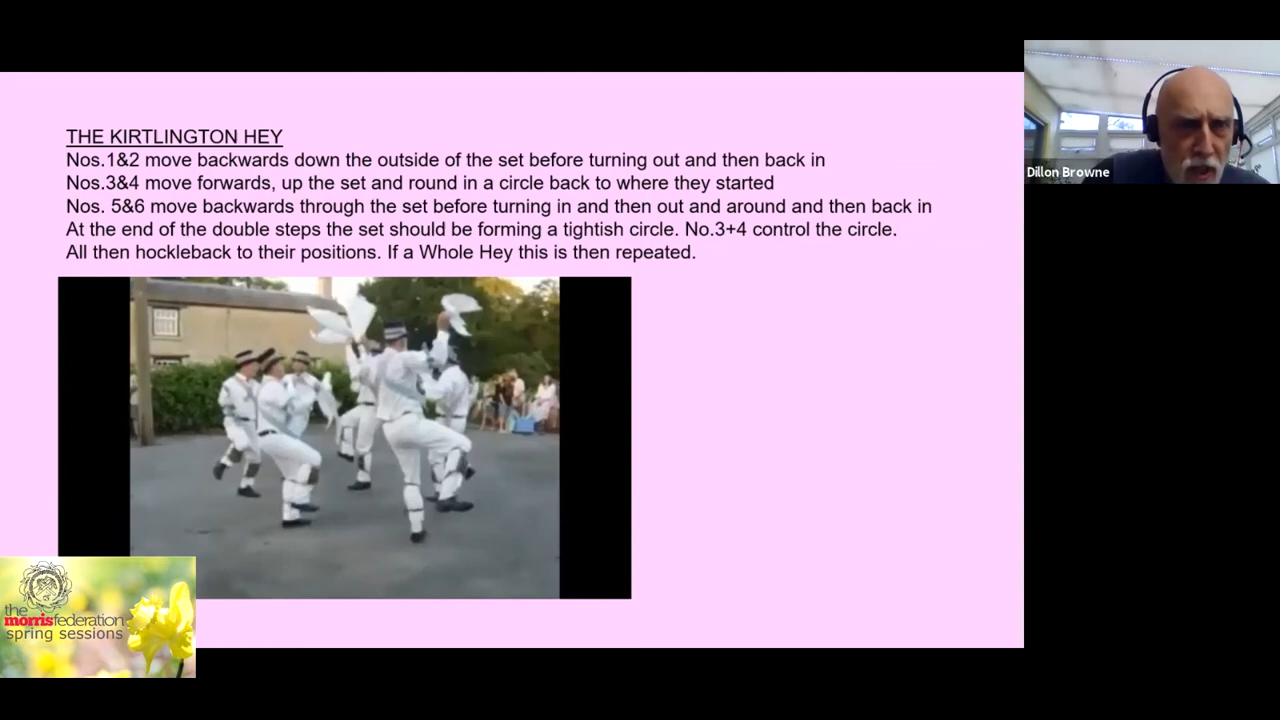 THE KIRTLINGTON HEY
Nos.1&2 move backwards down the outside of the set before turning out and then back in
Nos.3&4 move forwards, up the set and round in a circle back to where they started
Nos. 5&6 move backwards through the set before turning in and then out and around and then back in
At the end of the double steps the set should be forming a tightish circle. No.3+4 control the circle.
All then hockleback to their positions. If a Whole Hey this is then repeated.
Dillon Browne
the
morrisfederation
spring sessions